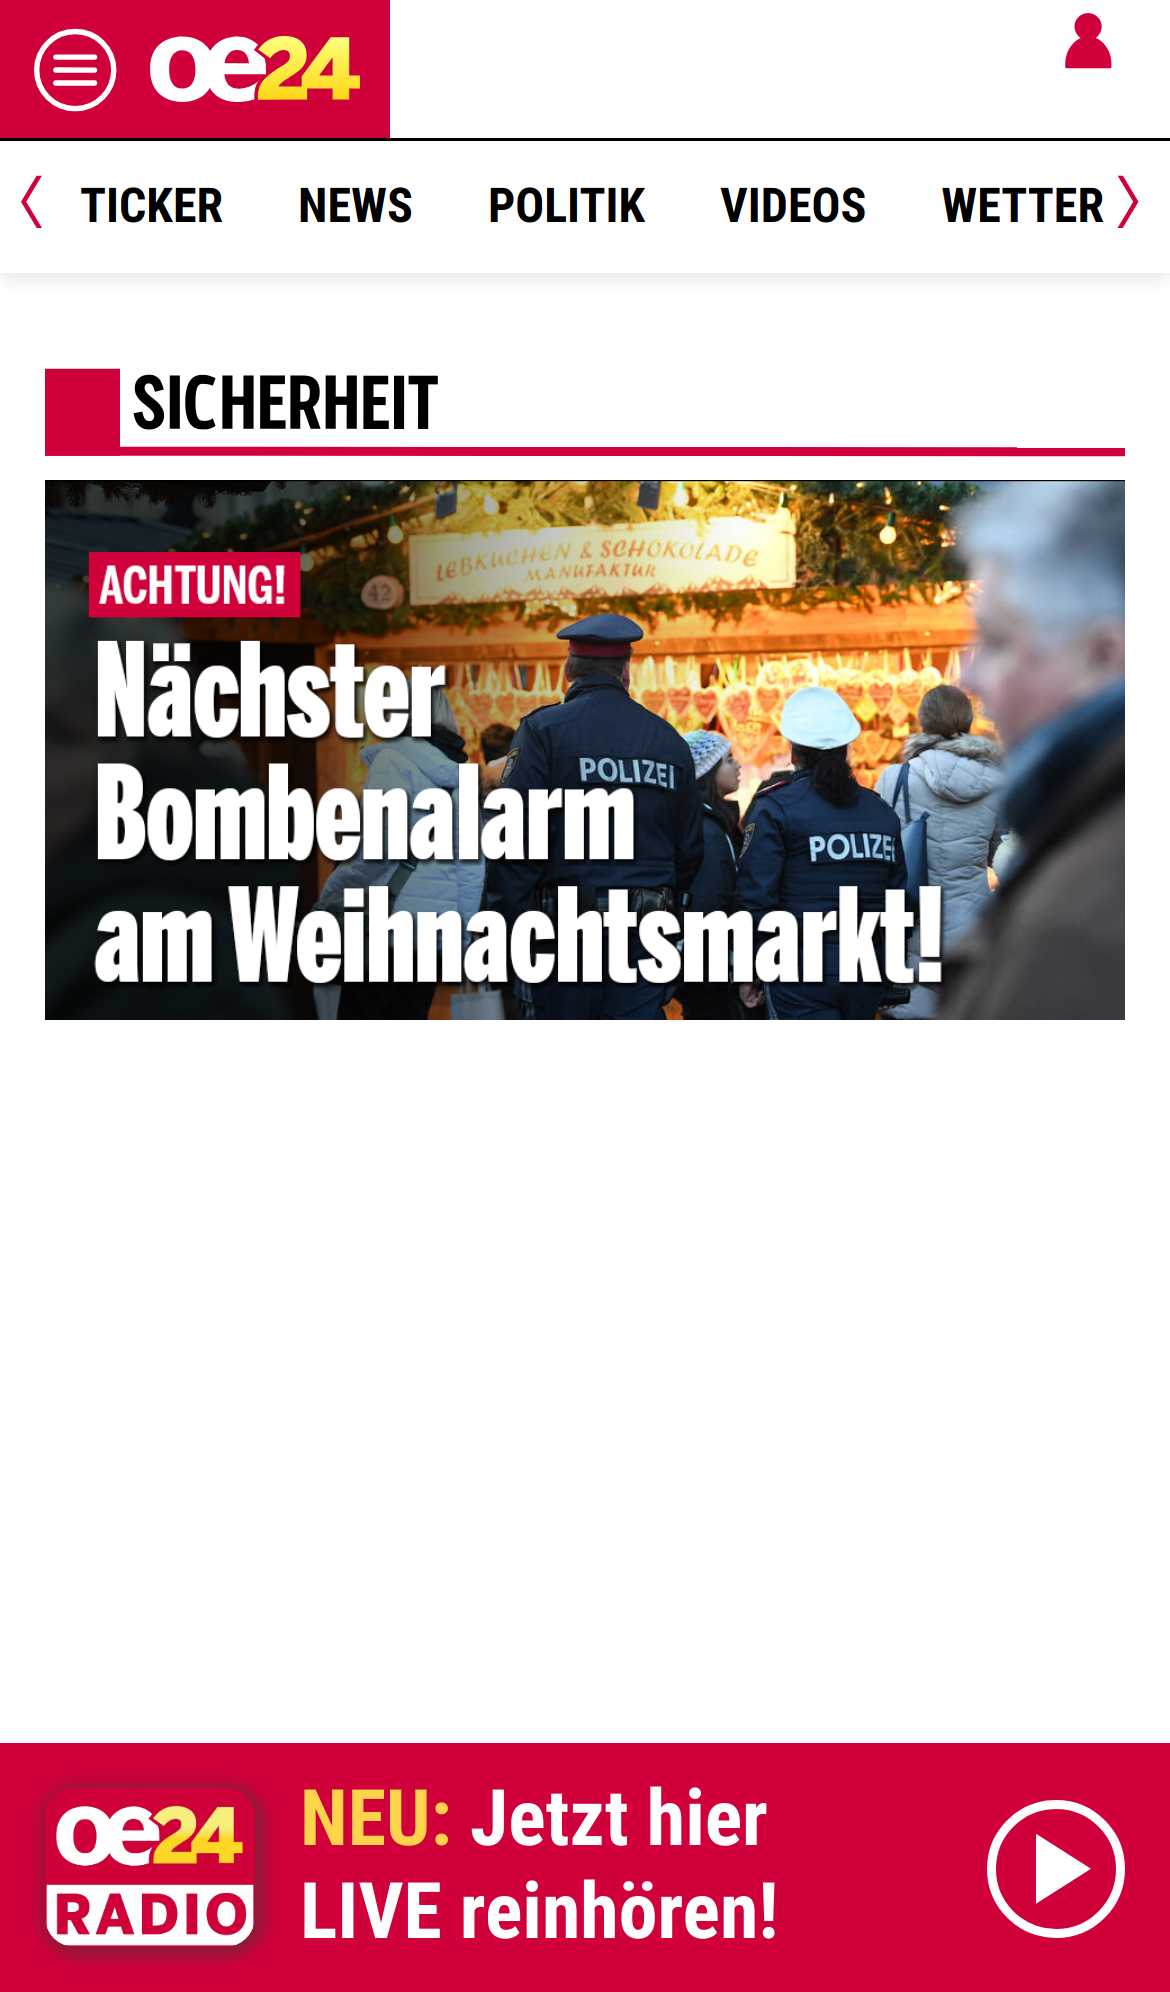 oe24
TICKER NEWS POLITIK VIDEOS WETTER
SICHERHEIT
LEBKUCHEN & SCHOKOLADE
MANUFAKTUR
42
ACHTUNG!
Nächster
Bombenalarm
am Weihnachtsmarkt!
POLIZEI
POLIZEI
oe24
RADIO
NEU: Jetzt hier
LIVE reinhören!